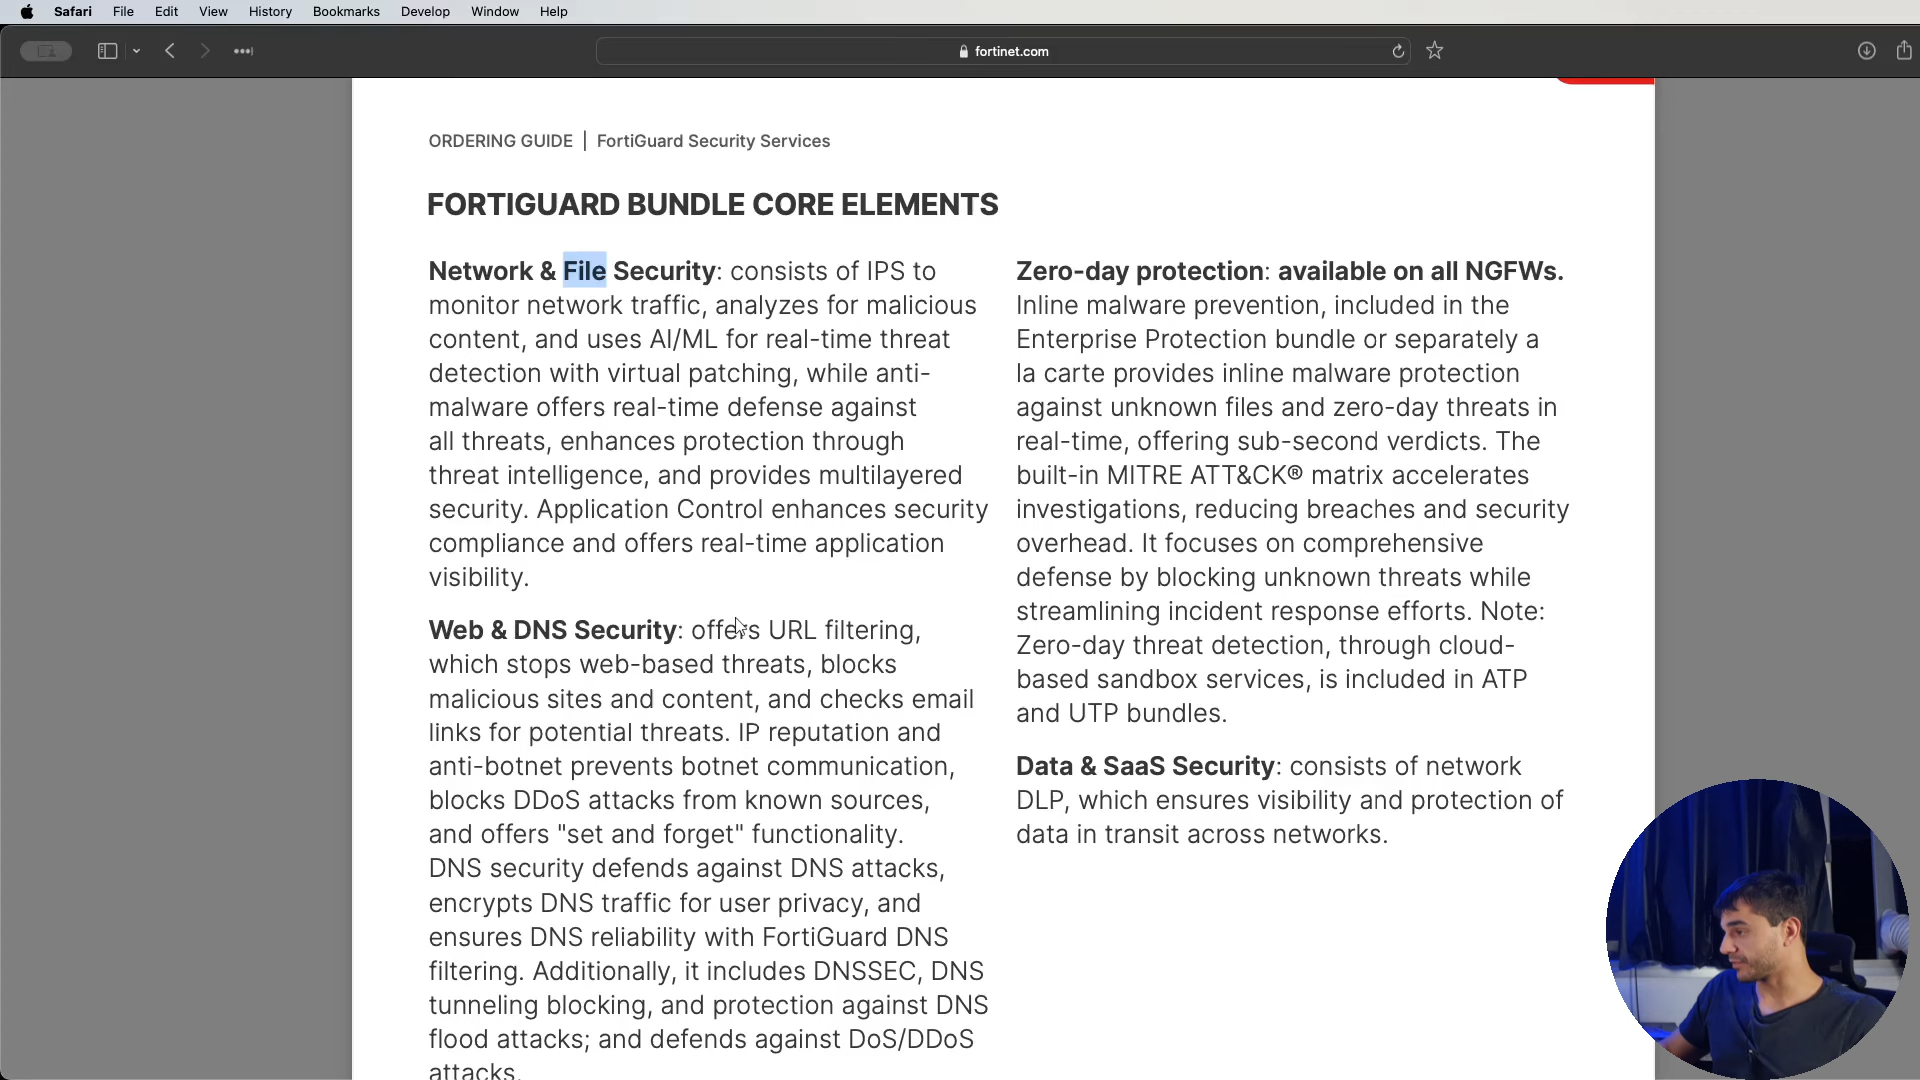 Safari File Edit View History Bookmarks Develop Window Help
fortinet.com
ORDERING GUIDE | FortiGuard Security Services
FORTIGUARD BUNDLE CORE ELEMENTS
Network & File Security: consists of IPS to
monitor network traffic, analyzes for malicious
content, and uses AI/ML for real-time threat
detection with virtual patching, while anti-
malware offers real-time defense against
all threats, enhances protection through
threat intelligence, and provides multilayered
security. Application Control enhances security
compliance and offers real-time application
visibility.
Web & DNS Security: offers URL filtering,
which stops web-based threats, blocks
malicious sites and content, and checks email
links for potential threats. IP reputation and
anti-botnet prevents botnet communication,
blocks DDoS attacks from known sources,
and offers "set and forget" functionality.
DNS security defends against DNS attacks,
encrypts DNS traffic for user privacy, and
ensures DNS reliability with FortiGuard DNS
filtering. Additionally, it includes DNSSEC, DNS
tunneling blocking, and protection against DNS
flood attacks; and defends against DoS/DDoS
attacks.
Zero-day protection: available on all NGFWs.
Inline malware prevention, included in the
Enterprise Protection bundle or separately a
la carte provides inline malware protection
against unknown files and zero-day threats in
real-time, offering sub-second verdicts. The
built-in MITRE ATT&CK® matrix accelerates
investigations, reducing breaches and security
overhead. It focuses on comprehensive
defense by blocking unknown threats while
streamlining incident response efforts. Note:
Zero-day threat detection, through cloud-
based sandbox services, is included in ATP
and UTP bundles.
Data & SaaS Security: consists of network
DLP, which ensures visibility and protection of
data in transit across networks.